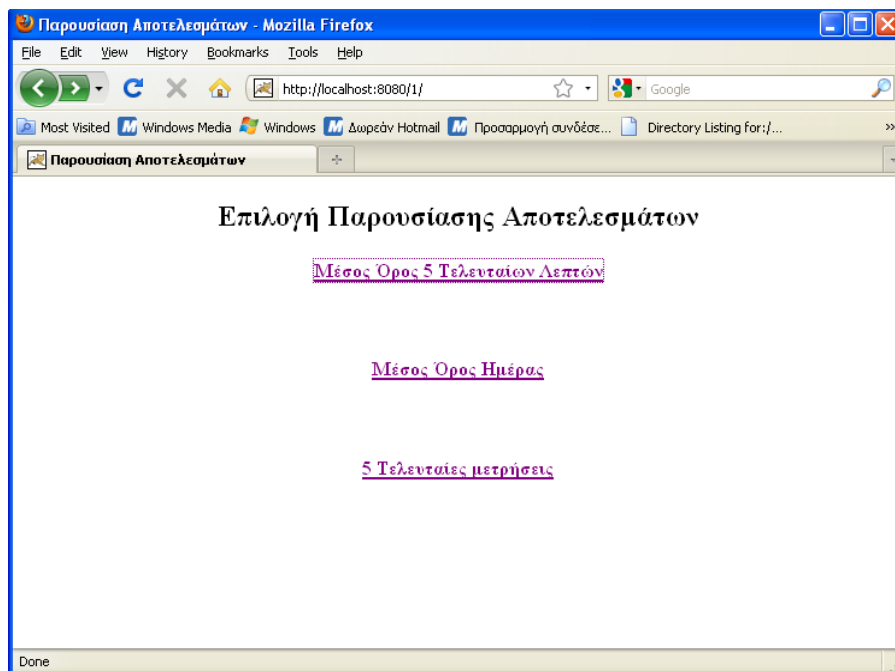 Παρουσίαση Αποτελεσμάτων - Mozilla Firefox
File Edit View History Bookmarks Tools Help
http://localhost:8080/1/ Google
Most Visited Windows Media Windows Δωρεάν Hotmail Προσαρμογή συνδέσε... Directory Listing for:/... »
Παρουσίαση Αποτελεσμάτων
Επιλογή Παρουσίασης Αποτελεσμάτων
Μέσος Όρος 5 Τελευταίων Λεπτών
Μέσος Όρος Ημέρας
5 Τελευταίες μετρήσεις
Done